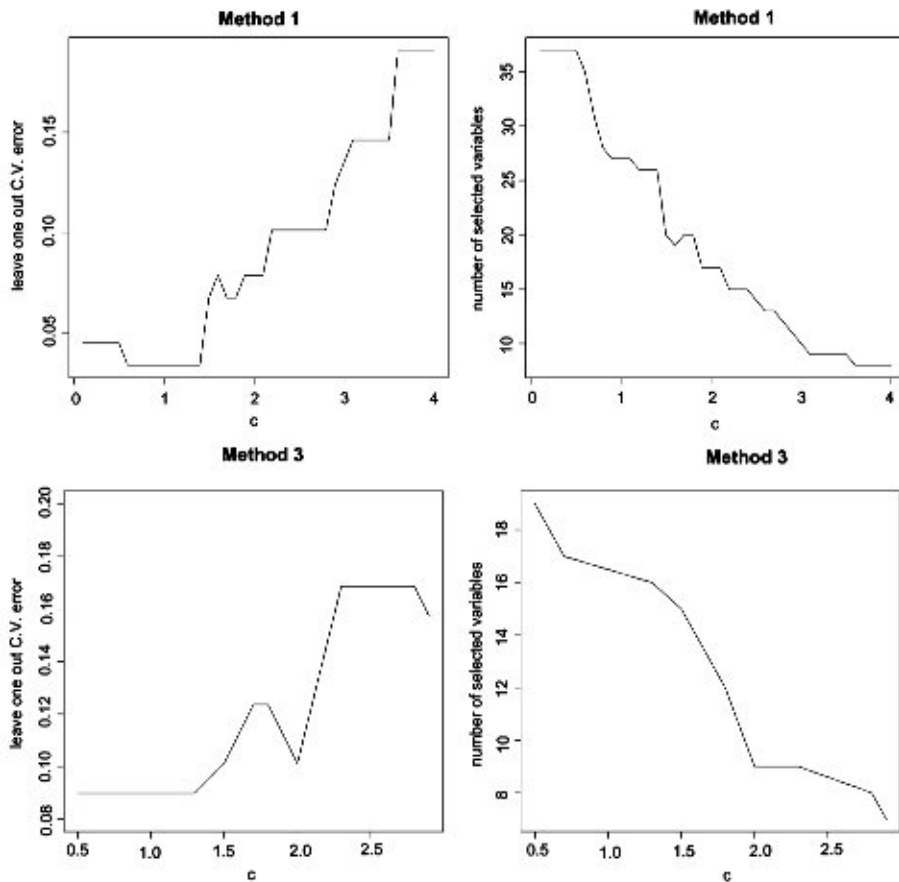 Method 1
leave one out C.V. error
0.05 0.10 0.15
0 1 2 3 4
c
Method 1
number of selected variables
10 15 20 25 30 35
0 1 2 3 4
c
Method 3
leave one out C.V. error
0.08 0.10 0.12 0.14 0.16 0.18 0.20
0.5 1.0 1.5 2.0 2.5
c
Method 3
number of selected variables
8 10 12 14 16 18
0.5 1.0 1.5 2.0 2.5
c